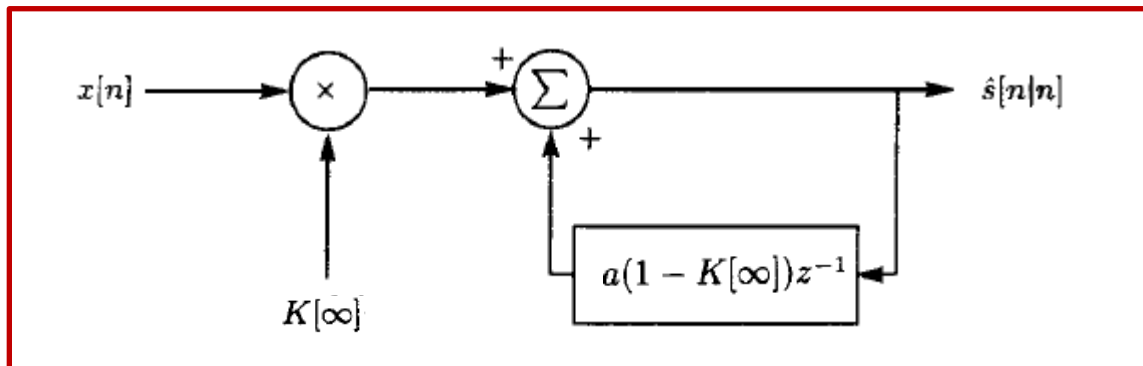 x[n]
×
+
∑
+
ŝ[n|n]
a(1 − K[∞])z⁻¹
K[∞]